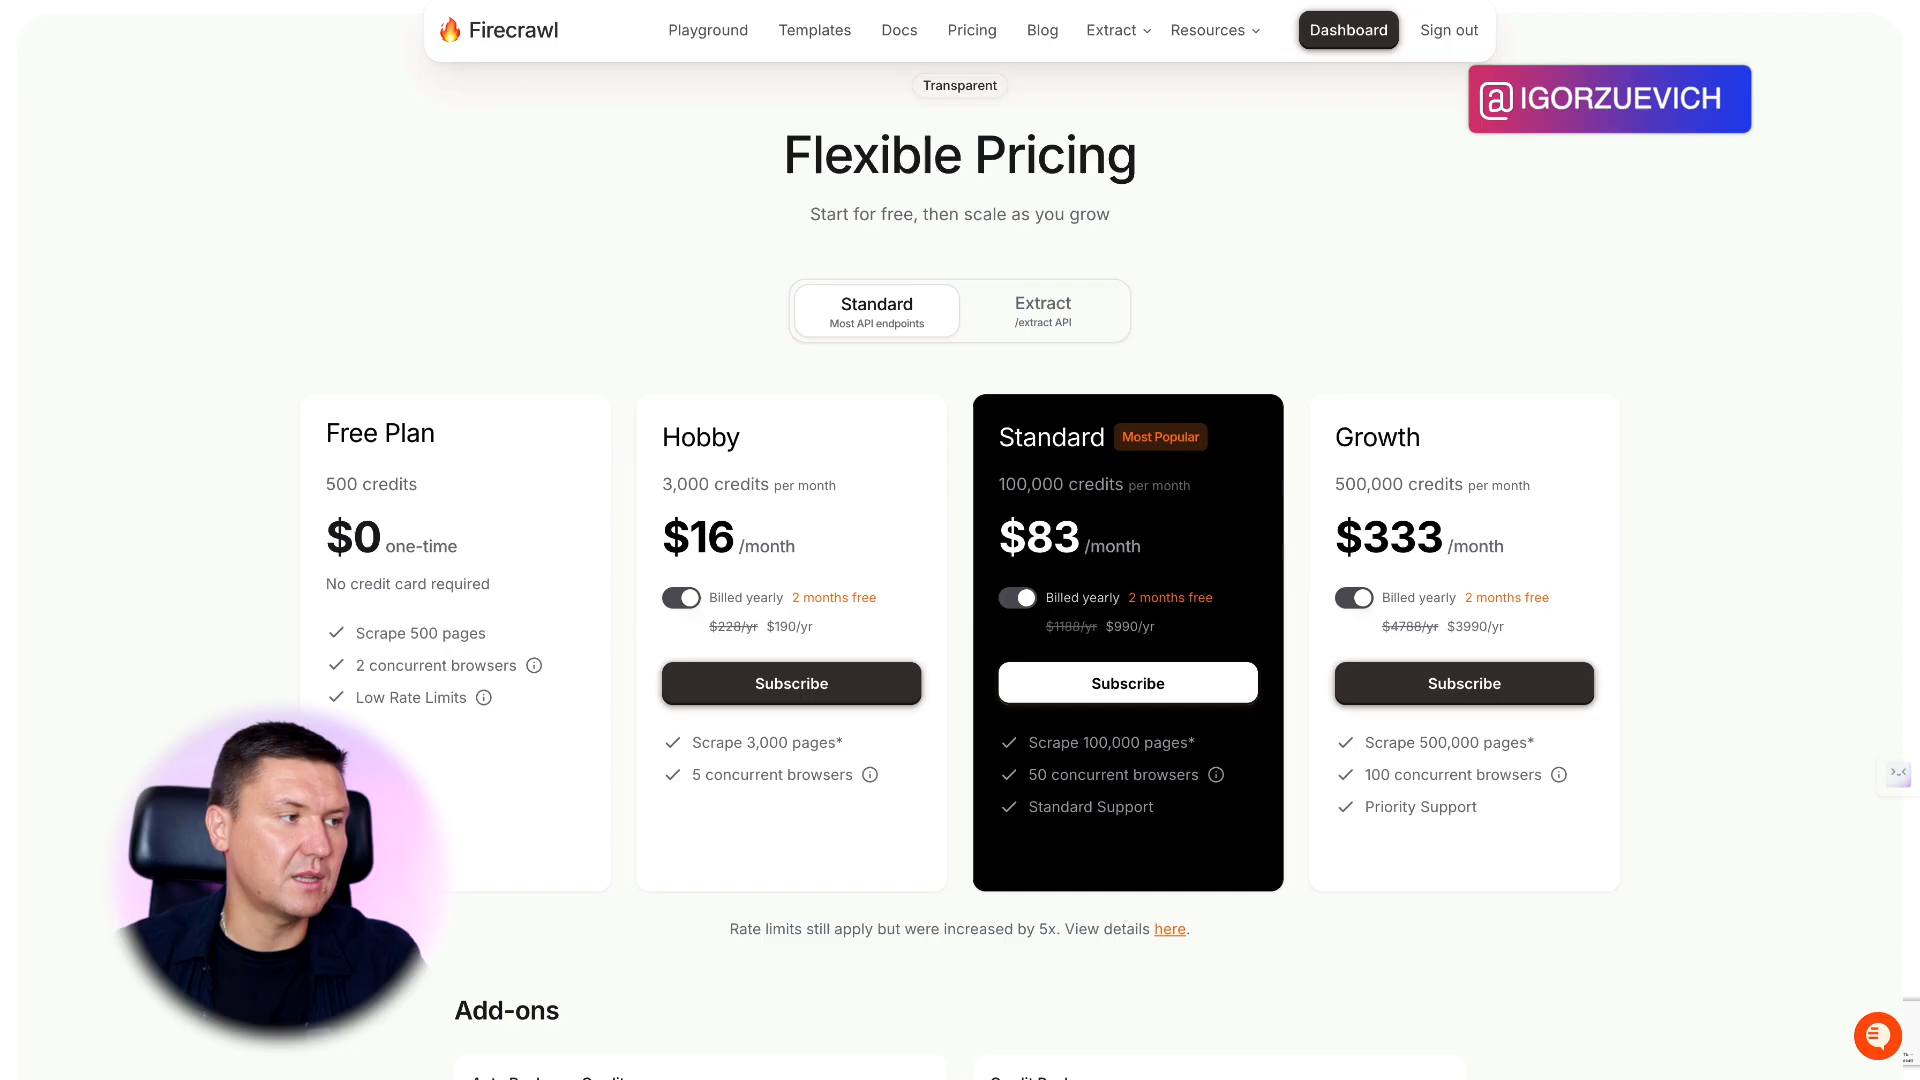 Firecrawl
Playground
Templates
Docs
Pricing
Blog
Extract
Resources
Dashboard
Sign out
Transparent
@IGORZUEVICH
Flexible Pricing
Start for free, then scale as you grow
Standard
Most API endpoints
Extract
/extract API
Free Plan
500 credits
$0 one-time
No credit card required
Scrape 500 pages
2 concurrent browsers
Low Rate Limits
Hobby
3,000 credits per month
$16 /month
Billed yearly 2 months free
$228/yr $190/yr
Subscribe
Scrape 3,000 pages*
5 concurrent browsers
Standard Most Popular
100,000 credits per month
$83 /month
Billed yearly 2 months free
$1188/yr $990/yr
Subscribe
Scrape 100,000 pages*
50 concurrent browsers
Standard Support
Growth
500,000 credits per month
$333 /month
Billed yearly 2 months free
$4788/yr $3990/yr
Subscribe
Scrape 500,000 pages*
100 concurrent browsers
Priority Support
Rate limits still apply but were increased by 5x. View details here.
Add-ons